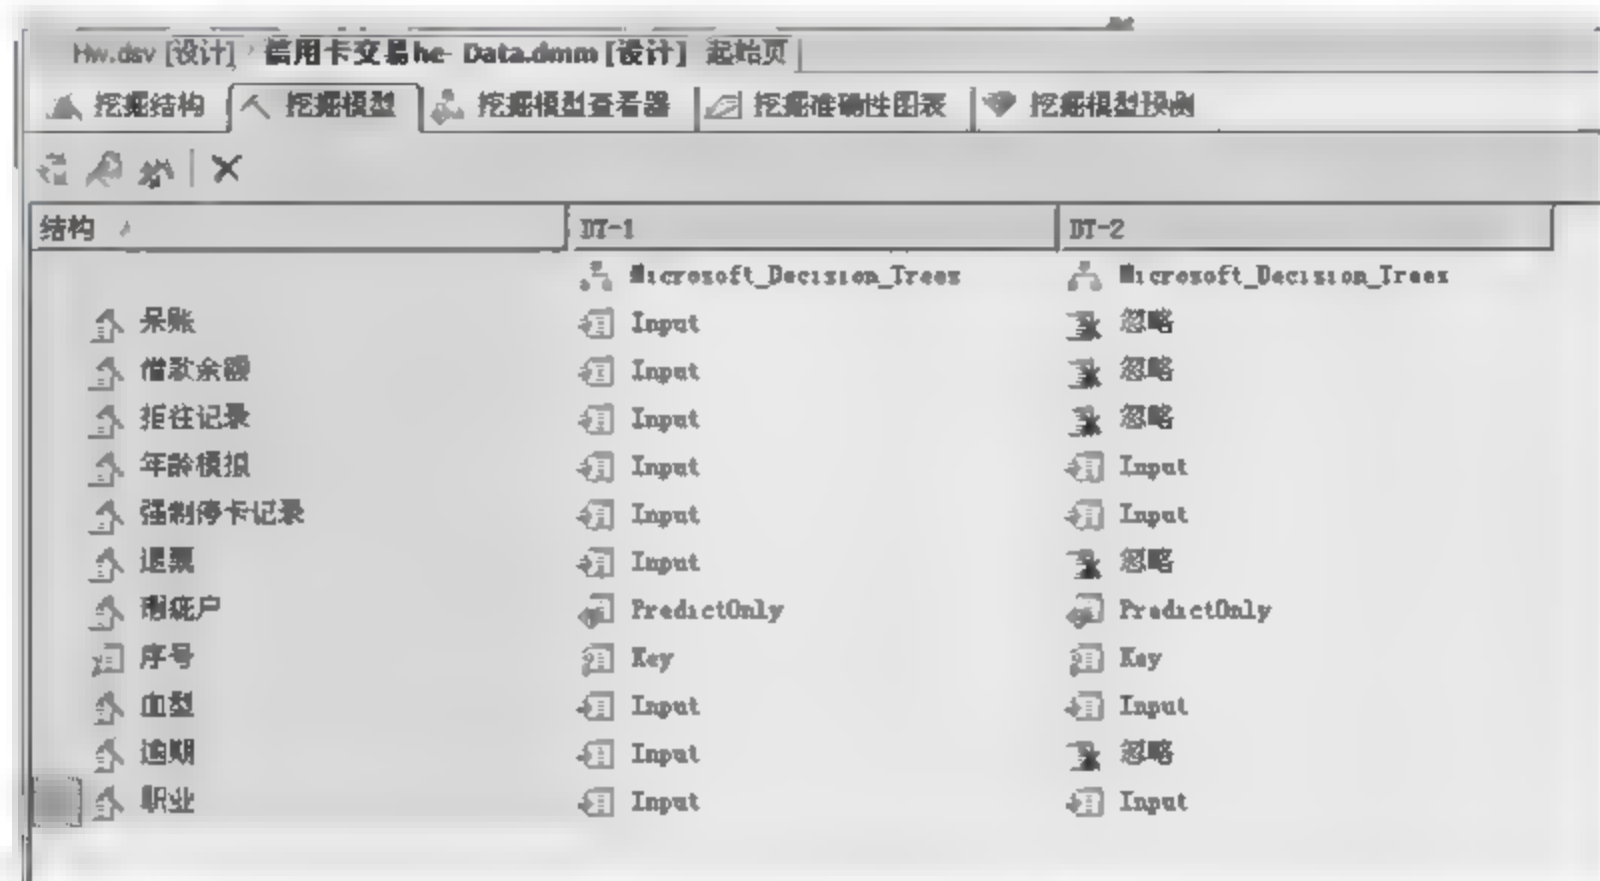 Hw.dsv [设计] 信用卡交易he- Data.dmm [设计] 起始页
挖掘结构 挖掘模型 挖掘模型查看器 挖掘准确性图表 挖掘模型预测
结构 DT-1 DT-2
Microsoft_Decision_Trees Microsoft_Decision_Trees
呆账 Input 忽略
借款余额 Input 忽略
拒往记录 Input 忽略
年龄模拟 Input Input
强制停卡记录 Input Input
退票 Input 忽略
瑕疵户 PredictOnly PredictOnly
序号 Key Key
血型 Input Input
逾期 Input 忽略
职业 Input Input